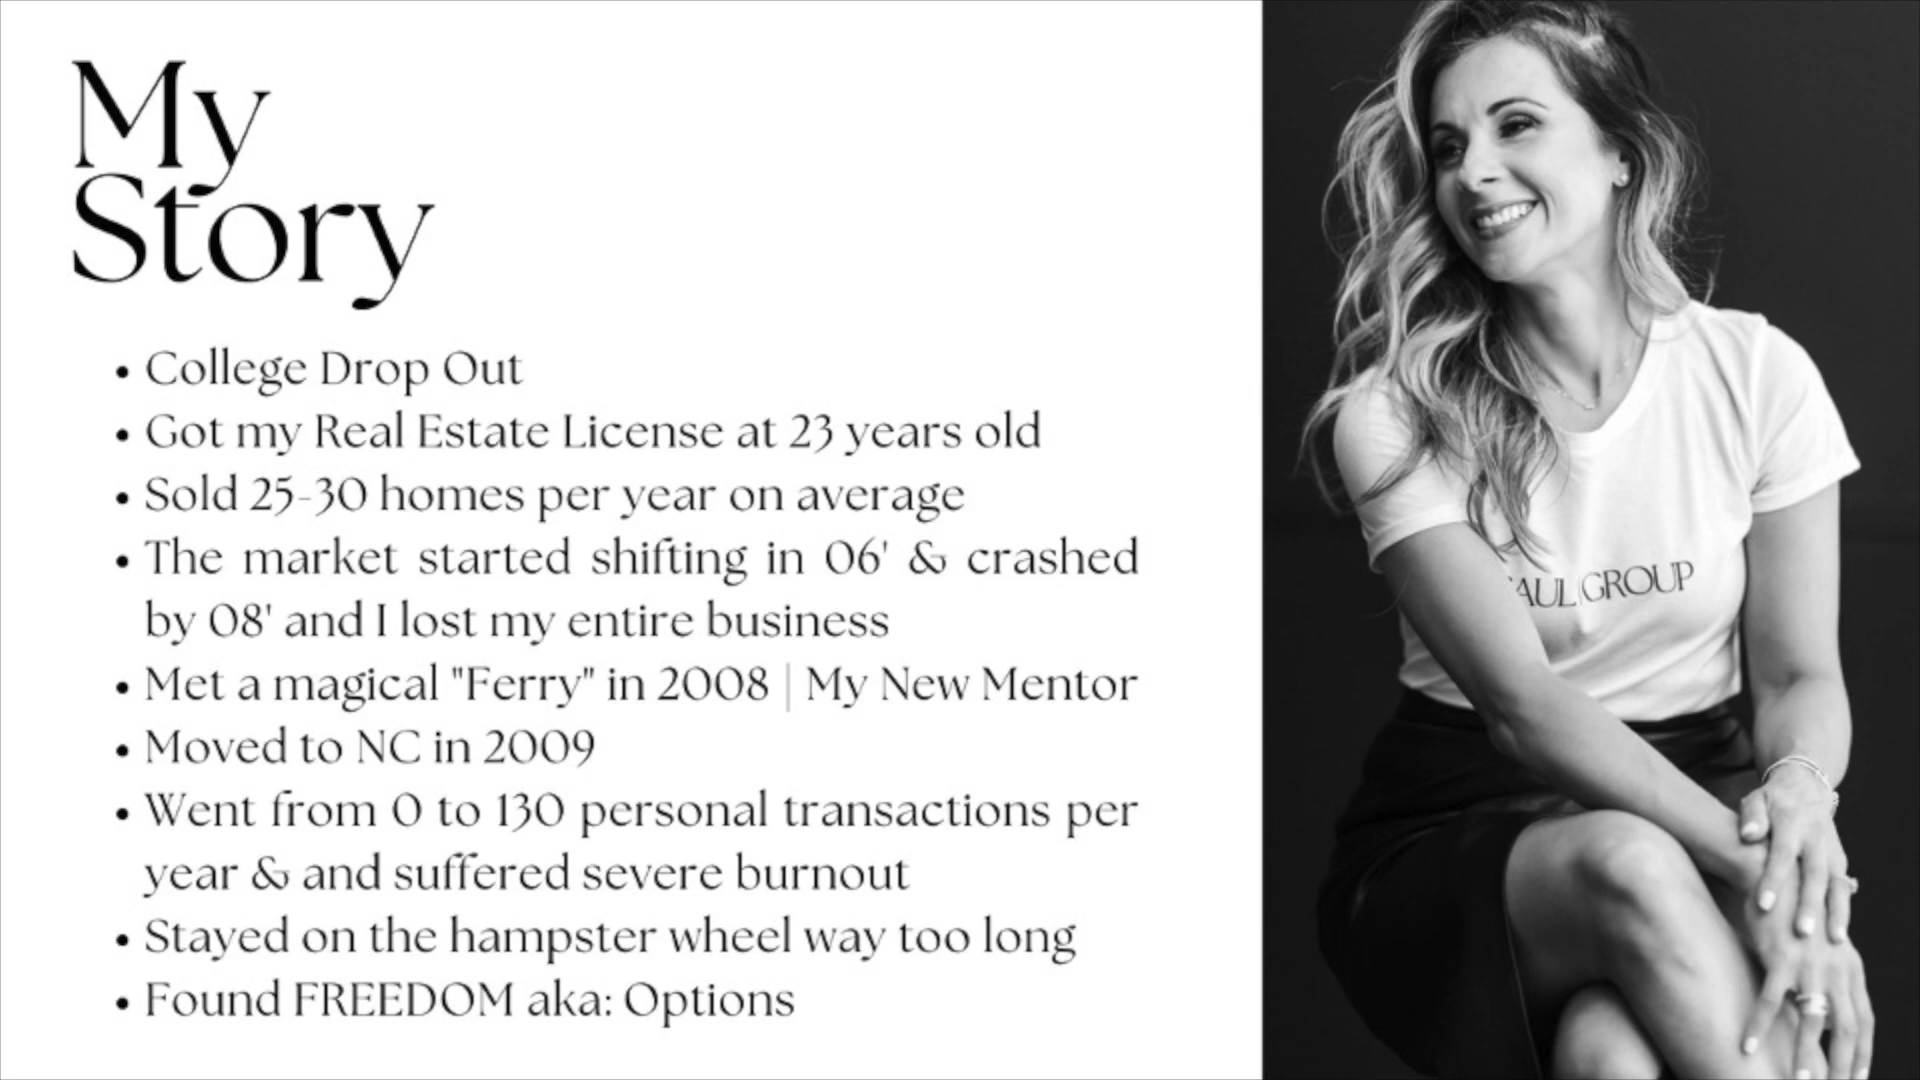 My
Story
• College Drop Out
• Got my Real Estate License at 23 years old
• Sold 25-30 homes per year on average
• The market started shifting in 06' & crashed
by 08' and I lost my entire business
• Met a magical "Ferry" in 2008 | My New Mentor
• Moved to NC in 2009
• Went from 0 to 130 personal transactions per
year & and suffered severe burnout
• Stayed on the hampster wheel way too long
• Found FREEDOM aka: Options
GROUP